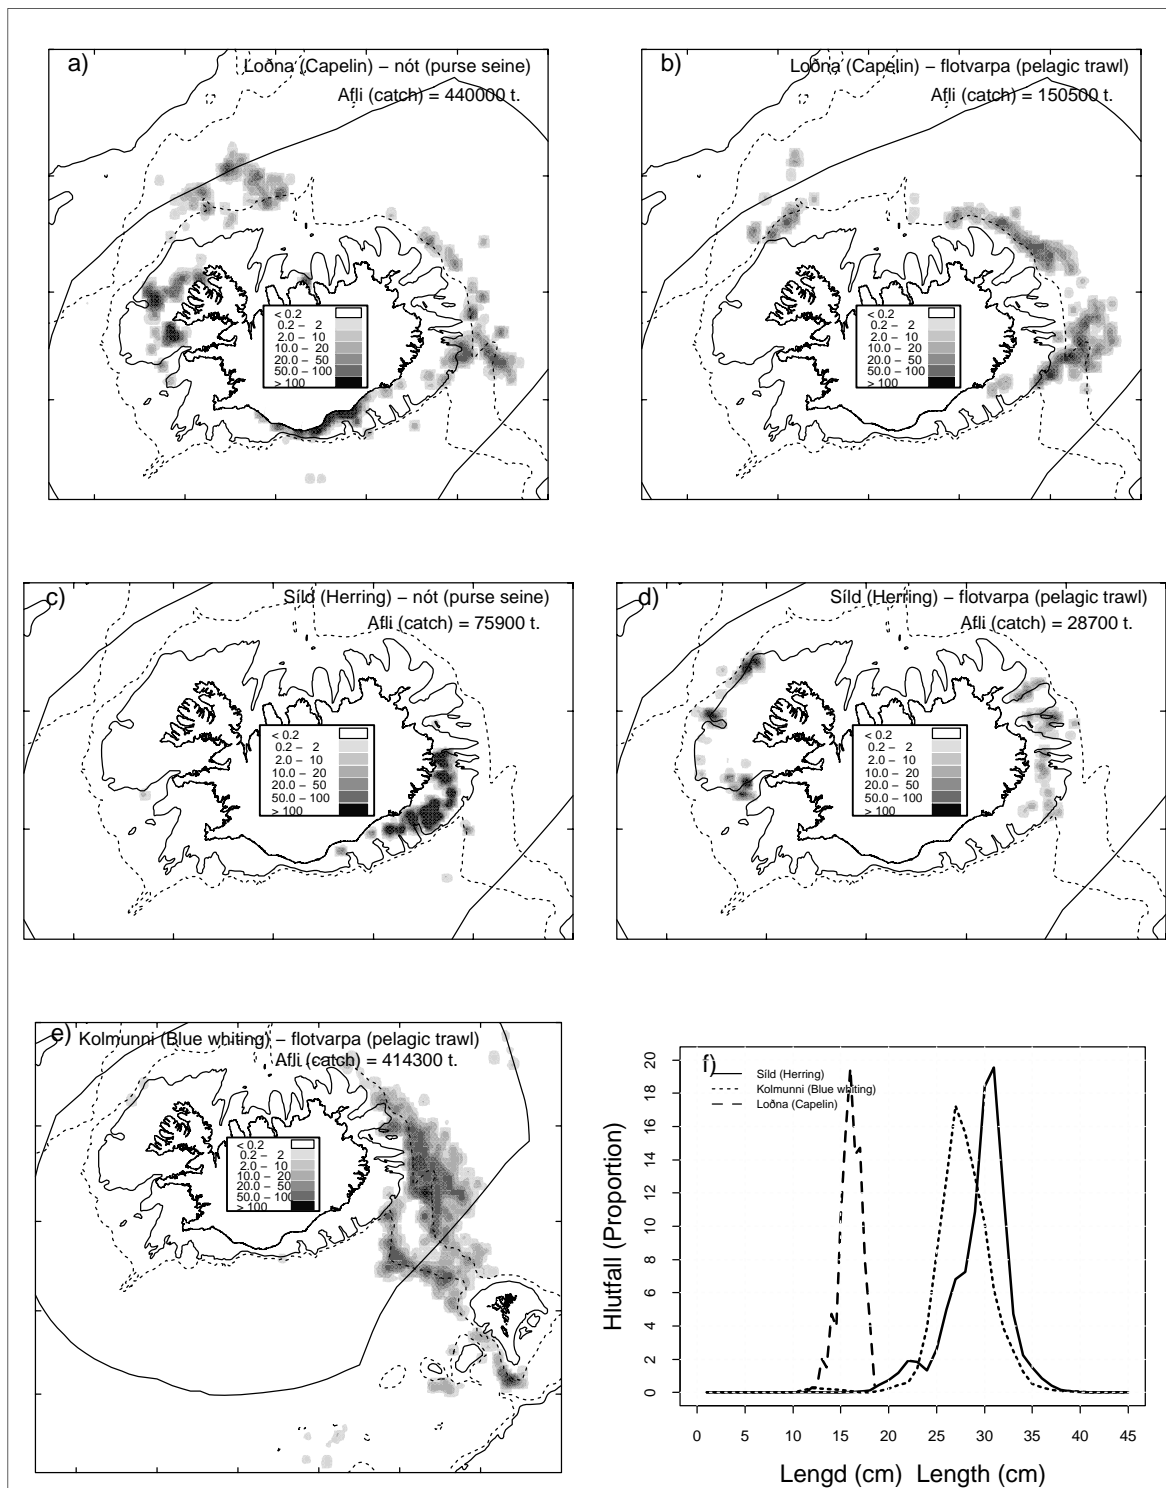 a)
Loðna (Capelin) – nót (purse seine)
Afli (catch) = 440000 t.
< 0.2
0.2 – 2
2.0 – 10
10.0 – 20
20.0 – 50
50.0 – 100
> 100
b)
Loðna (Capelin) – flotvarpa (pelagic trawl)
Afli (catch) = 150500 t.
< 0.2
0.2 – 2
2.0 – 10
10.0 – 20
20.0 – 50
50.0 – 100
> 100
c)
Síld (Herring) – nót (purse seine)
Afli (catch) = 75900 t.
< 0.2
0.2 – 2
2.0 – 10
10.0 – 20
20.0 – 50
50.0 – 100
> 100
d)
Síld (Herring) – flotvarpa (pelagic trawl)
Afli (catch) = 28700 t.
< 0.2
0.2 – 2
2.0 – 10
10.0 – 20
20.0 – 50
50.0 – 100
> 100
e)
Kolmunni (Blue whiting) – flotvarpa (pelagic trawl)
Afli (catch) = 414300 t.
< 0.2
0.2 – 2
2.0 – 10
10.0 – 20
20.0 – 50
50.0 – 100
> 100
f)
Síld (Herring)
Kolmunni (Blue whiting)
Loðna (Capelin)
Hlutfall (Proportion)
20
19
18
16
14
12
10
9
8
7
6
4
2
0
0 5 10 15 20 25 30 35 40 45
Lengd (cm) Length (cm)